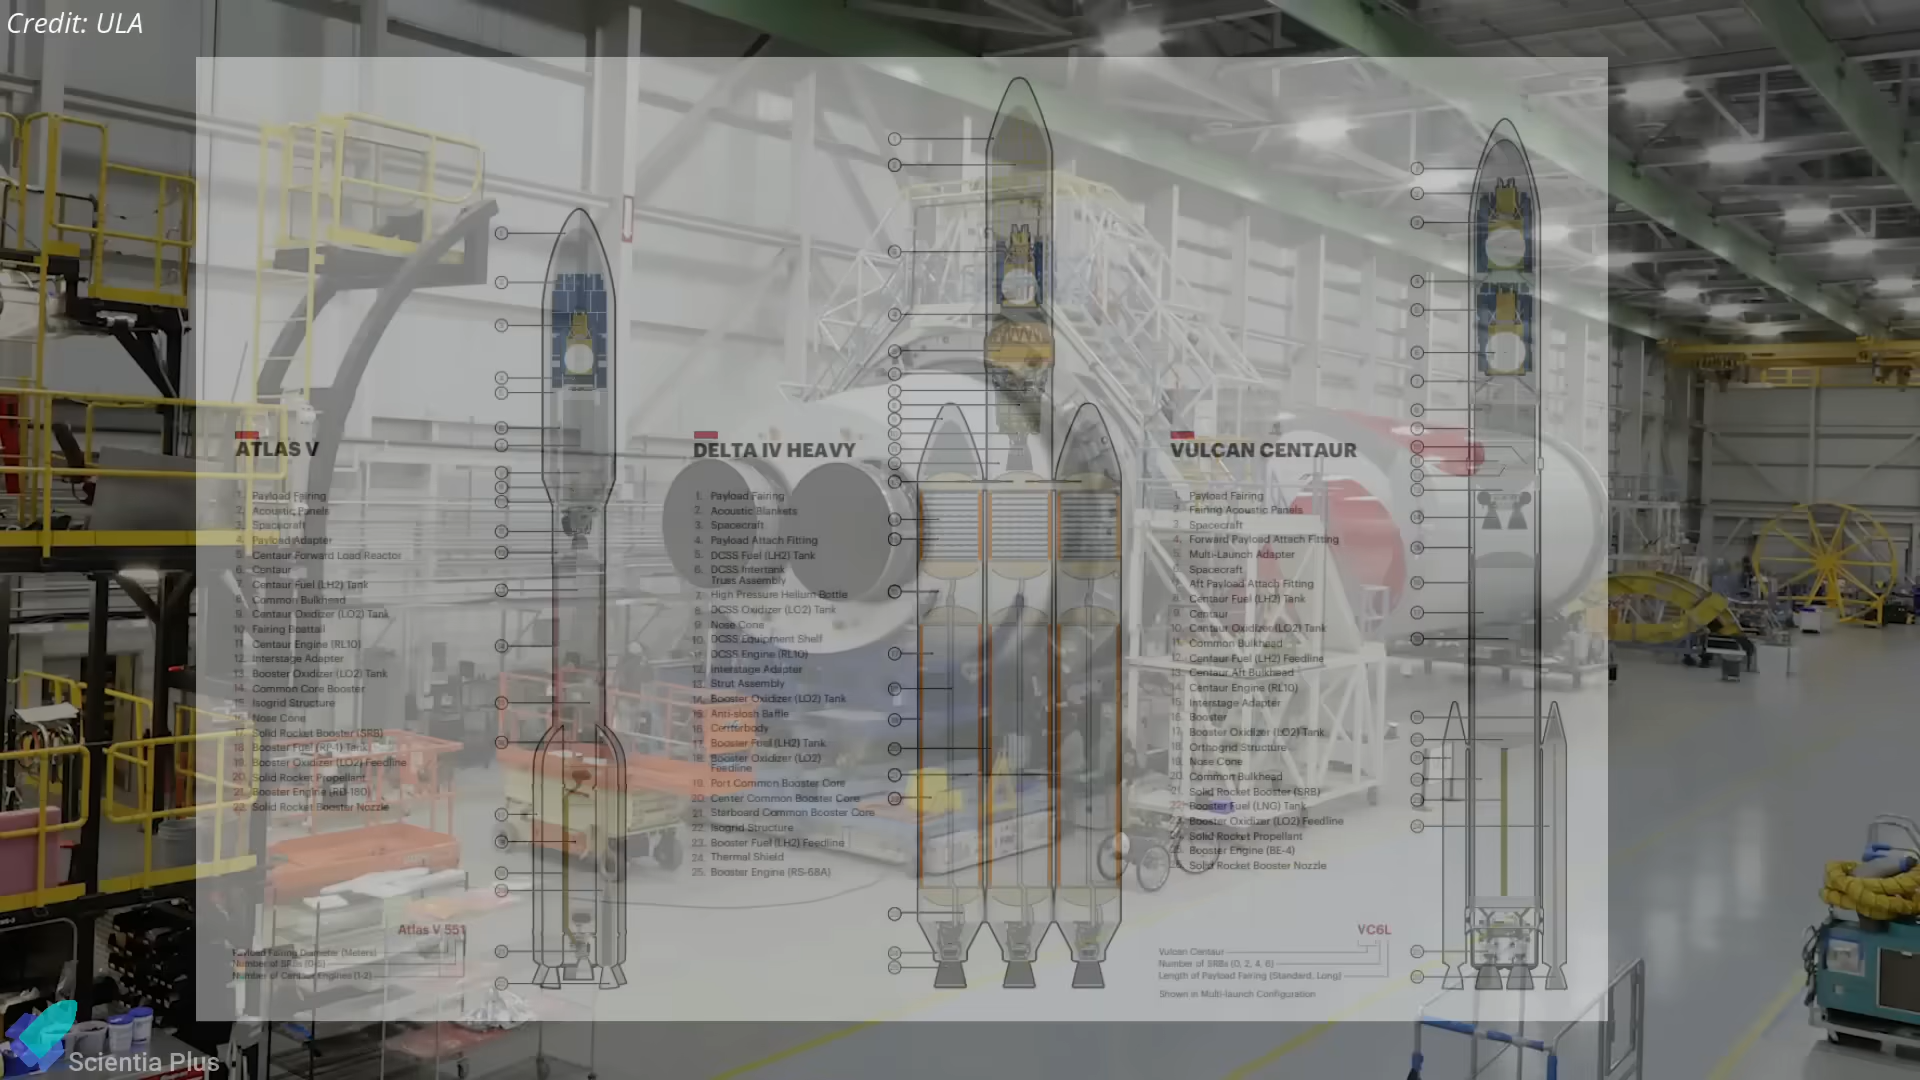 Credit: ULA
ATLAS V
1. Payload Fairing
2. Acoustic Panels
3. Spacecraft
4. Payload Adapter
5. Centaur Forward Load Reactor
6. Centaur
7. Centaur Fuel (LH2) Tank
8. Common Bulkhead
9. Centaur Oxidizer (LO2) Tank
10. Fairing Boattail
11. Centaur Engine (RL10)
12. Interstage Adapter
13. Booster Oxidizer (LO2) Tank
14. Common Core Booster
15. Isogrid Structure
16. Nose Cone
17. Solid Rocket Booster (SRB)
18. Booster Fuel (RP-1) Tank
19. Booster Oxidizer (LO2) Feedline
20. Solid Rocket Propellant
21. Booster Engine (RD-180)
22. Solid Rocket Booster Nozzle
Atlas V 551
Payload Fairing Diameter (Meters)
Number of SRBs (0-5)
Number of Centaur Engines (1-2)
DELTA IV HEAVY
1. Payload Fairing
2. Acoustic Blankets
3. Spacecraft
4. Payload Attach Fitting
5. DCSS Fuel (LH2) Tank
6. DCSS Intertank
Truss Assembly
7. High Pressure Helium Bottle
8. DCSS Oxidizer (LO2) Tank
9. Nose Cone
10. DCSS Equipment Shelf
11. DCSS Engine (RL10)
12. Interstage Adapter
13. Strut Assembly
14. Booster Oxidizer (LO2) Tank
15. Anti-slosh Baffle
16. Centerbody
17. Booster Fuel (LH2) Tank
18. Booster Oxidizer (LO2)
Feedline
19. Port Common Booster Core
20. Center Common Booster Core
21. Starboard Common Booster Core
22. Isogrid Structure
23. Booster Fuel (LH2) Feedline
24. Thermal Shield
25. Booster Engine (RS-68A)
VULCAN CENTAUR
1. Payload Fairing
2. Fairing Acoustic Panels
3. Spacecraft
4. Forward Payload Attach Fitting
5. Multi-Launch Adapter
6. Spacecraft
7. Aft Payload Attach Fitting
8. Centaur Fuel (LH2) Tank
9. Centaur
10. Centaur Oxidizer (LO2) Tank
11. Common Bulkhead
12. Centaur Fuel (LH2) Feedline
13. Centaur Aft Bulkhead
14. Centaur Engine (RL10)
15. Interstage Adapter
16. Booster
17. Booster Oxidizer (LO2) Tank
18. Orthogrid Structure
19. Nose Cone
20. Common Bulkhead
21. Solid Rocket Booster (SRB)
22. Booster Fuel (LNG) Tank
23. Booster Oxidizer (LO2) Feedline
24. Solid Rocket Propellant
25. Booster Engine (BE-4)
26. Solid Rocket Booster Nozzle
VC6L
Vulcan Centaur
Number of SRBs (0, 2, 4, 6)
Length of Payload Fairing (Standard, Long)
Shown in Multi-launch Configuration
Scientia Plus